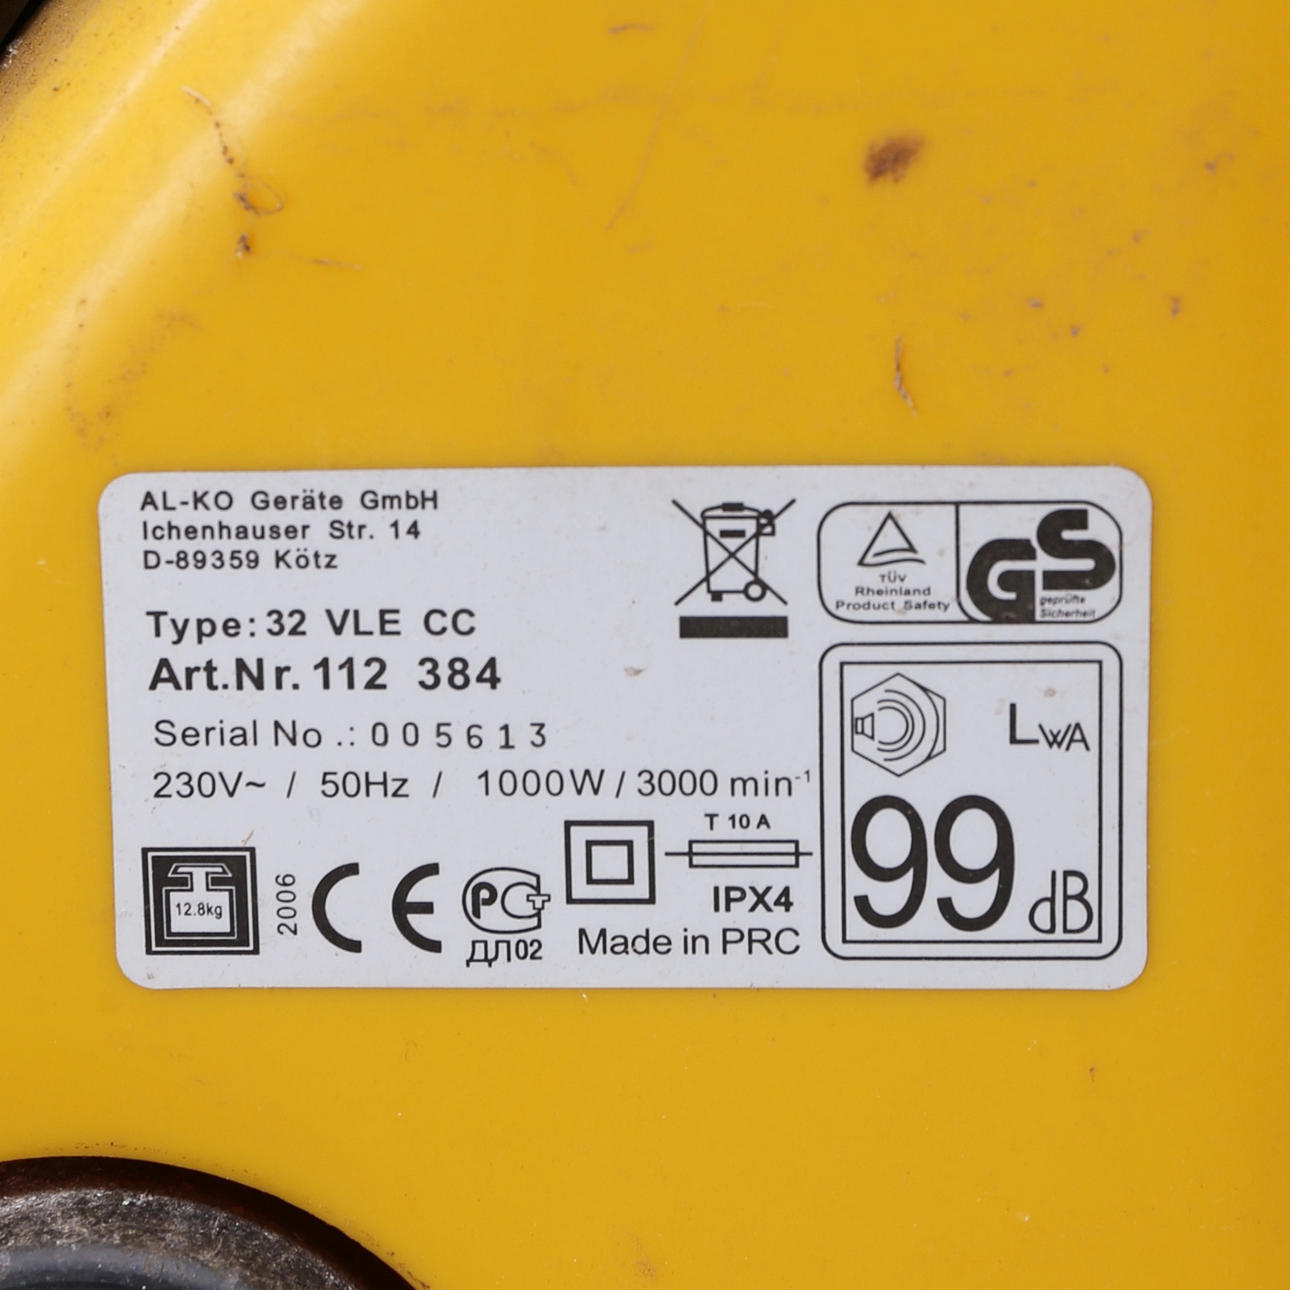 AL-KO Geräte GmbH
Ichenhauser Str. 14
D-89359 Kötz
Type: 32 VLE CC
Art.Nr. 112 384
Serial No.: 005613
230V~ / 50Hz / 1000W / 3000 min⁻¹
12.8kg
2006
CE
РСТ
ДЛ02
T 10 A
IPX4
Made in PRC
TÜV
Rheinland
Product Safety
GS
geprüfte
Sicherheit
LWA
99 dB